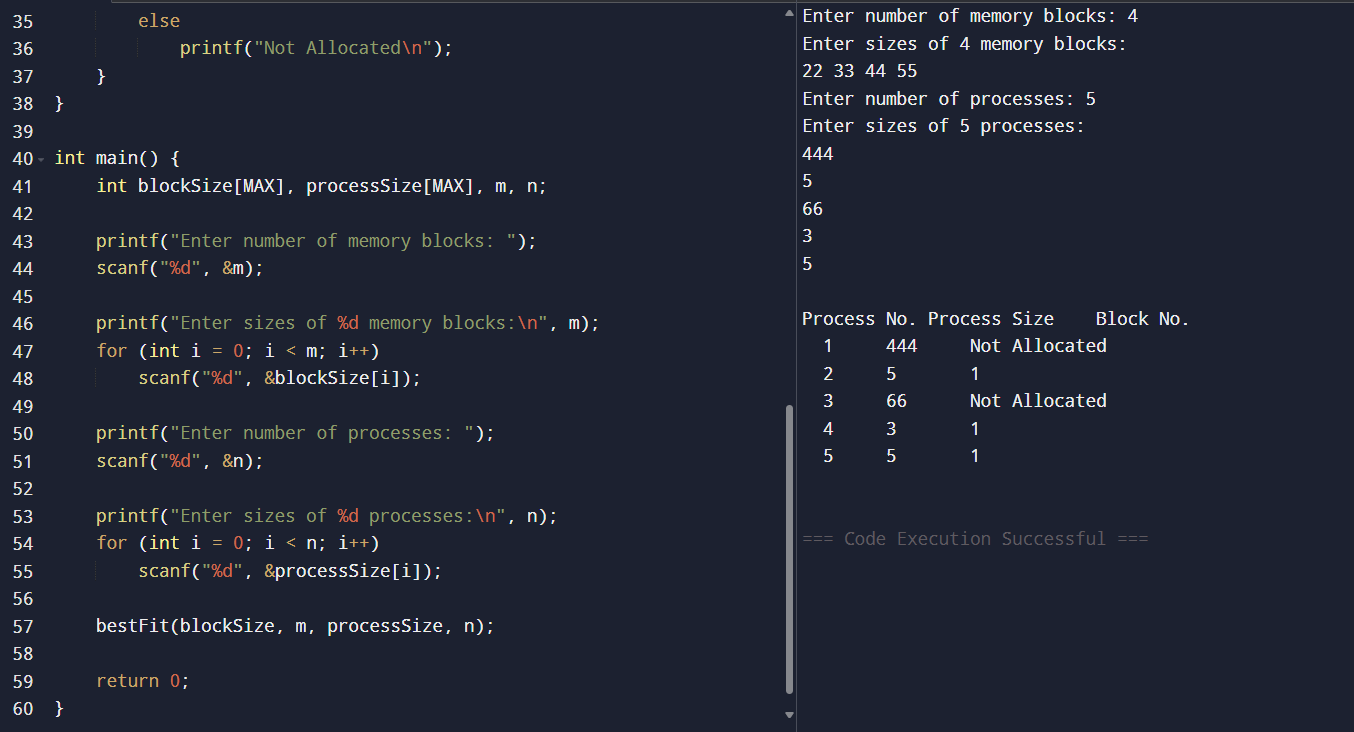 35         else
36             printf("Not Allocated\n");
37     }
38 }
39
40 int main() {
41     int blockSize[MAX], processSize[MAX], m, n;
42
43     printf("Enter number of memory blocks: ");
44     scanf("%d", &m);
45
46     printf("Enter sizes of %d memory blocks:\n", m);
47     for (int i = 0; i < m; i++)
48         scanf("%d", &blockSize[i]);
49
50     printf("Enter number of processes: ");
51     scanf("%d", &n);
52
53     printf("Enter sizes of %d processes:\n", n);
54     for (int i = 0; i < n; i++)
55         scanf("%d", &processSize[i]);
56
57     bestFit(blockSize, m, processSize, n);
58
59     return 0;
60 }
Enter number of memory blocks: 4
Enter sizes of 4 memory blocks:
22 33 44 55
Enter number of processes: 5
Enter sizes of 5 processes:
444
5
66
3
5
Process No. Process Size    Block No.
  1     444     Not Allocated
  2     5       1
  3     66      Not Allocated
  4     3       1
  5     5       1
=== Code Execution Successful ===